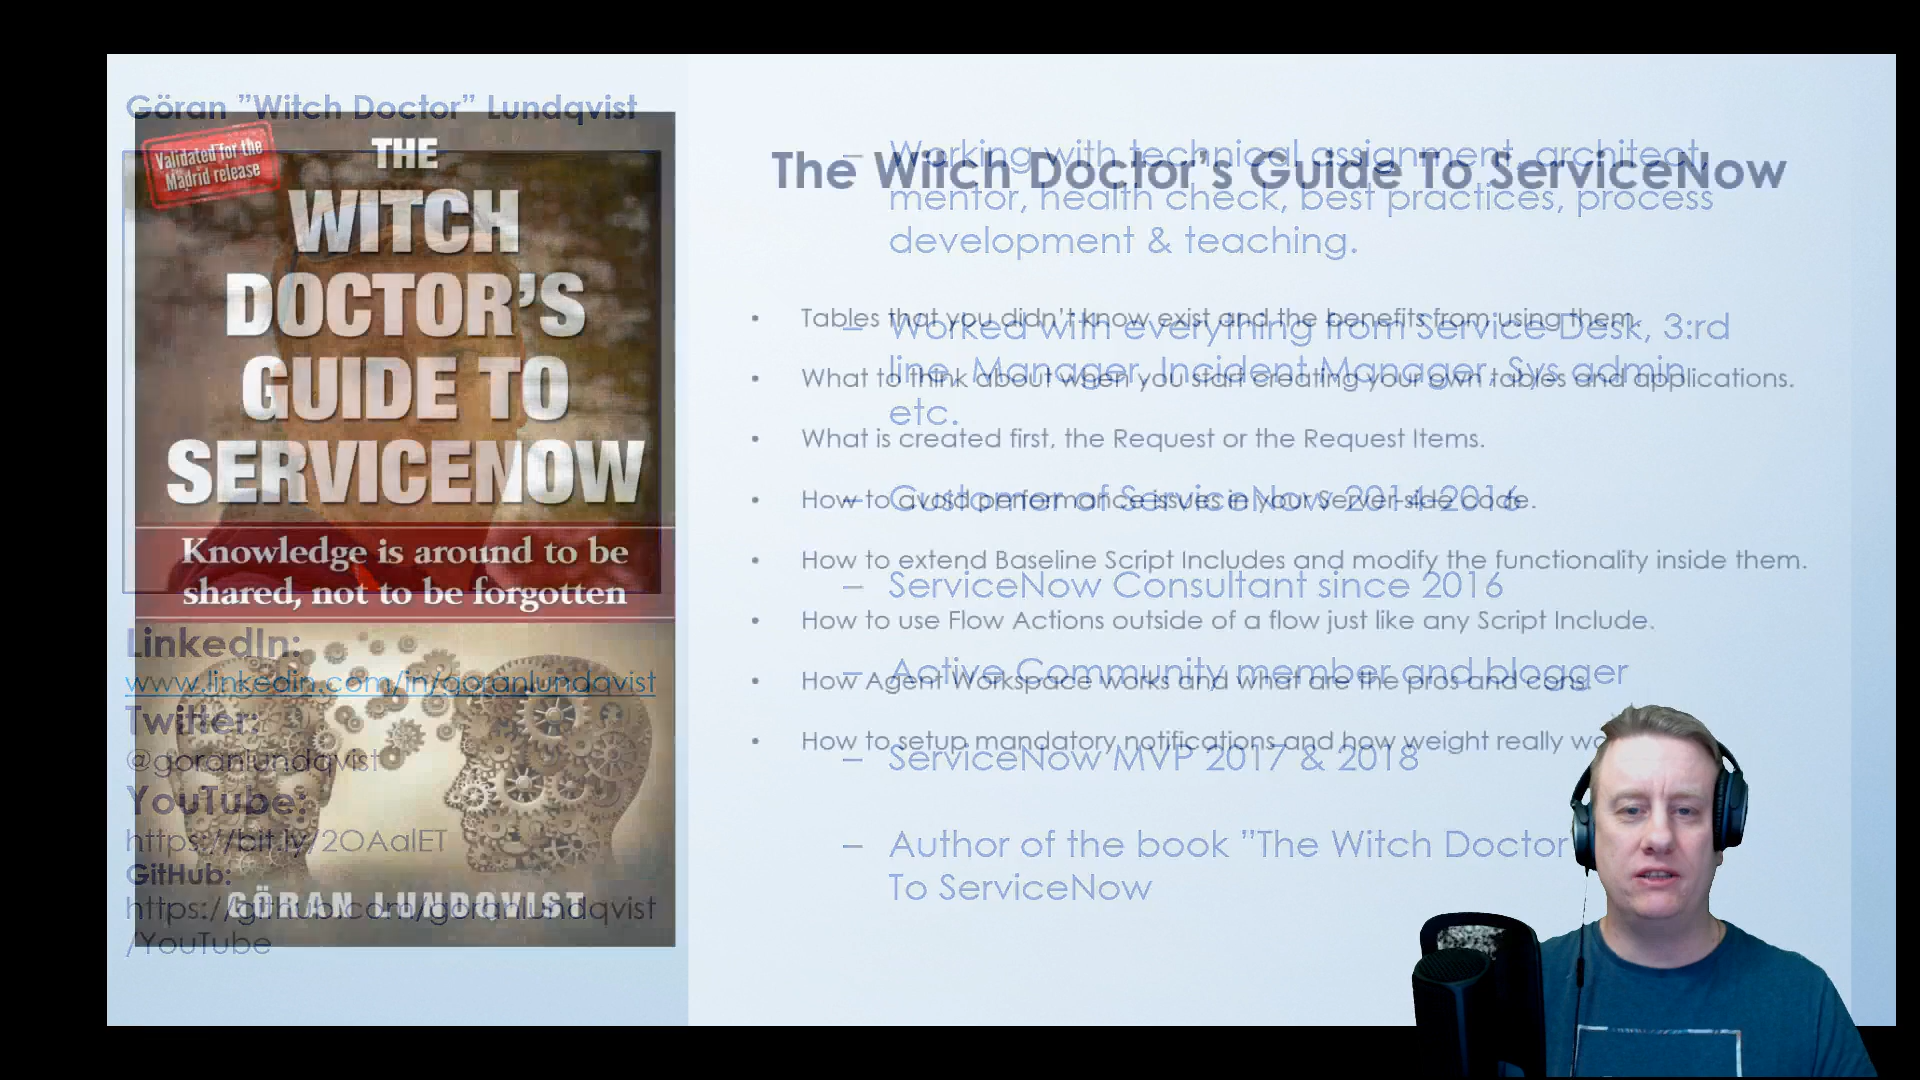 Göran "Witch Doctor" Lundqvist
Validated for the
Madrid release
THE
WITCH
DOCTOR'S
GUIDE TO
SERVICENOW
Knowledge is around to be
shared, not to be forgotten
GÖRAN LUNDQVIST
LinkedIn:
www.linkedin.com/in/goranlundqvist
Twitter:
@goranlundqvist
YouTube:
https://bit.ly/2OAalET
GitHub:
https://github.com/goranlundqvist
/YouTube
The Witch Doctor's Guide To ServiceNow
• Tables that you didn't know exist and the benefits from using them.
• What to think about when you start creating your own tables and applications.
• What is created first, the Request or the Request Items.
• How to avoid performance issues in your Server-side code.
• How to extend Baseline Script Includes and modify the functionality inside them.
• How to use Flow Actions outside of a flow just like any Script Include.
• How Agent Workspace works and what are the pros and cons.
• How to setup mandatory notifications and how weight really
– Working with technical assignment, architect,
mentor, health check, best practices, process
development & teaching.
– Worked with everything from Service Desk, 3:rd
line, Manager, Incident Manager, Sys admin
etc.
– Customer of ServiceNow 2014-2016
– ServiceNow Consultant since 2016
– Active Community member and blogger
– ServiceNow MVP 2017 & 2018
– Author of the book "The Witch Doctor
To ServiceNow